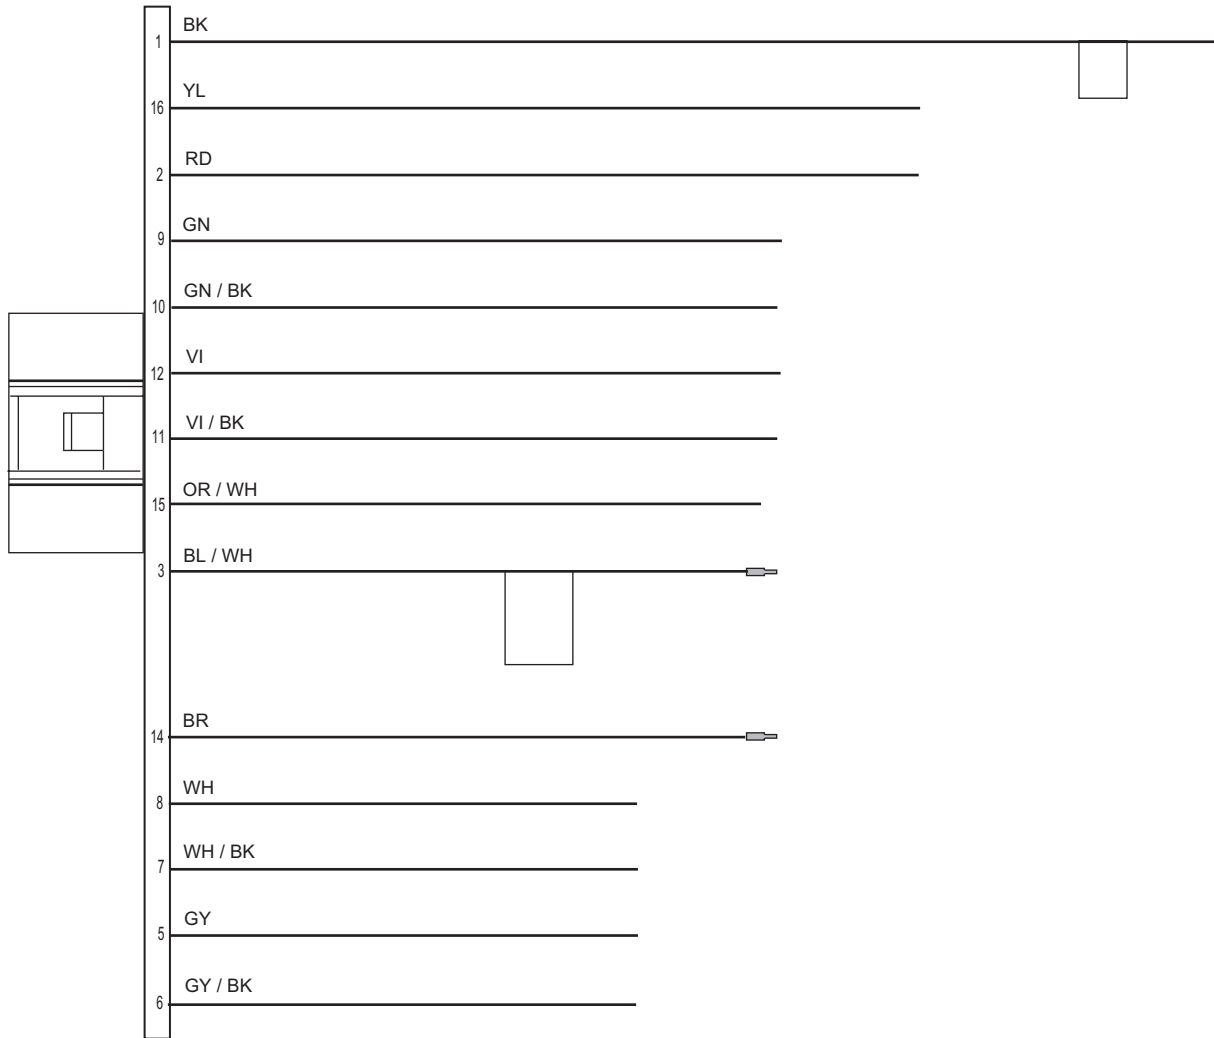 BK
1
YL
16
RD
2
GN
9
GN / BK
10
VI
12
VI / BK
11
OR / WH
15
BL / WH
3
BR
14
WH
8
WH / BK
7
GY
5
GY / BK
6